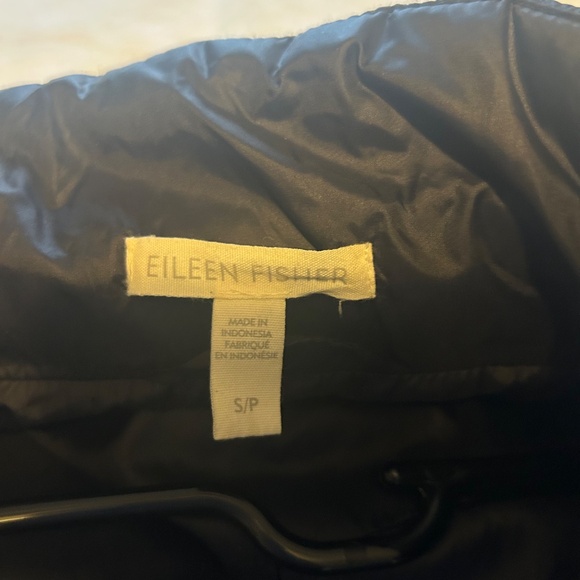 EILEEN FISHER
MADE IN
INDONESIA
FABRIQUÉ
EN INDONÉSIE
S/P